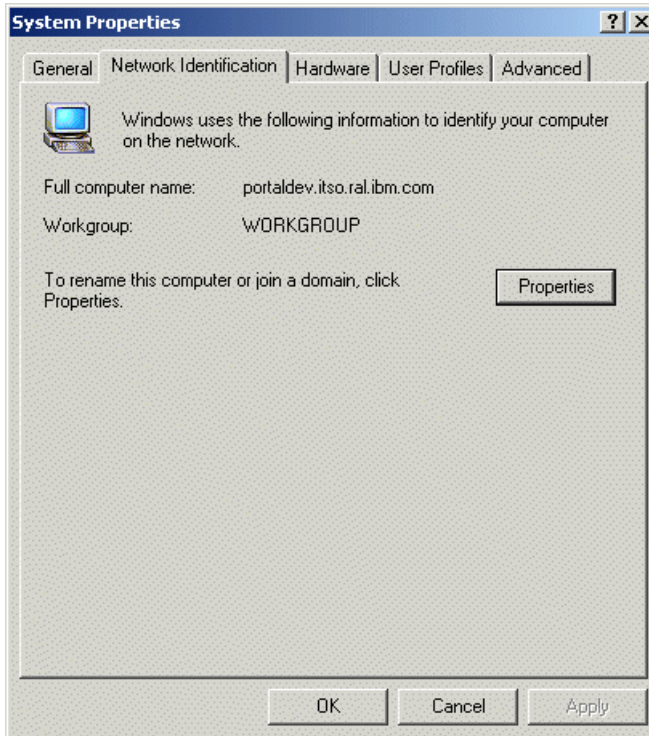 System Properties
General Network Identification Hardware User Profiles Advanced
Windows uses the following information to identify your computer
on the network.
Full computer name: portaldev.itso.ral.ibm.com
Workgroup: WORKGROUP
To rename this computer or join a domain, click
Properties.
Properties
OK Cancel Apply